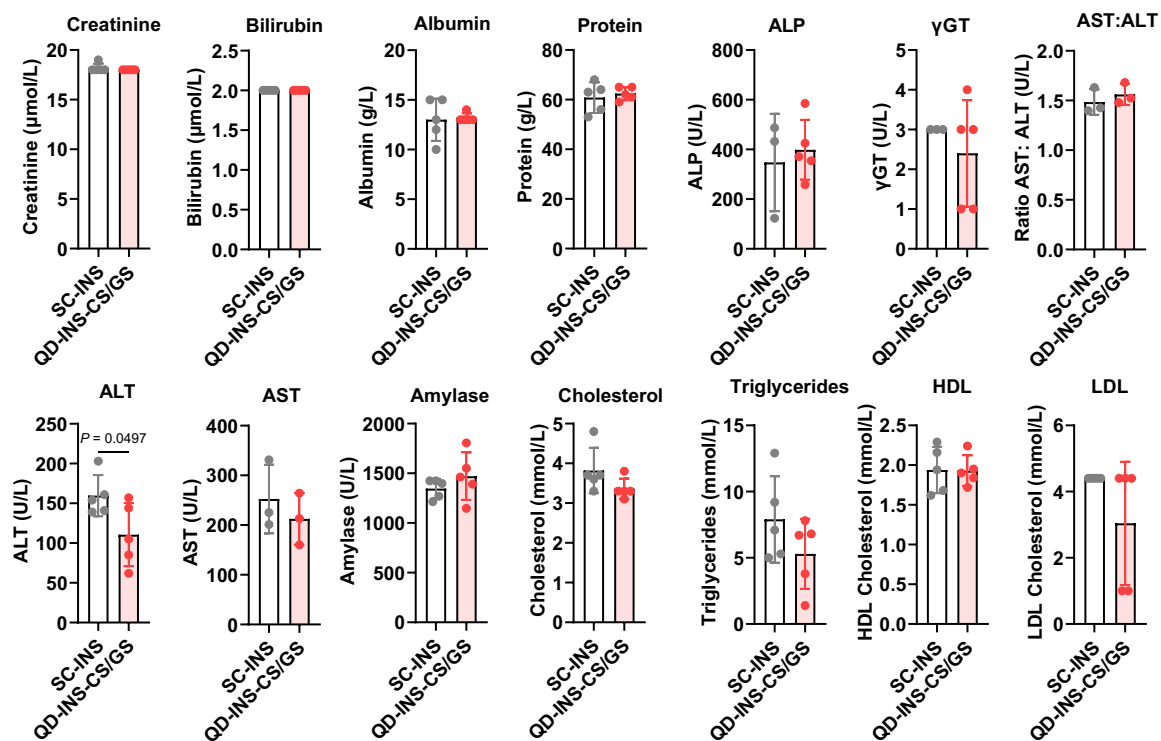 Creatinine
Creatinine (µmol/L)
20
15
10
5
0
SC-INS
QD-INS-CS/GS
Bilirubin
Bilirubin (µmol/L)
2.5
2.0
1.5
1.0
0.5
0.0
SC-INS
QD-INS-CS/GS
Albumin
Albumin (g/L)
20
15
10
5
0
SC-INS
QD-INS-CS/GS
Protein
Protein (g/L)
80
60
40
20
0
SC-INS
QD-INS-CS/GS
ALP
ALP (U/L)
800
600
400
200
0
SC-INS
QD-INS-CS/GS
γGT
γGT (U/L)
5
4
3
2
1
0
SC-INS
QD-INS-CS/GS
AST:ALT
Ratio AST: ALT (U/L)
2.0
1.5
1.0
0.5
0.0
SC-INS
QD-INS-CS/GS
ALT
ALT (U/L)
250
200
150
100
50
0
P = 0.0497
SC-INS
QD-INS-CS/GS
AST
AST (U/L)
400
300
200
100
0
SC-INS
QD-INS-CS/GS
Amylase
Amylase (U/L)
2000
1500
1000
500
0
SC-INS
QD-INS-CS/GS
Cholesterol
Cholesterol (mmol/L)
5
4
3
2
1
0
SC-INS
QD-INS-CS/GS
Triglycerides
Triglycerides (mmol/L)
15
10
5
0
SC-INS
QD-INS-CS/GS
HDL
HDL Cholesterol (mmol/L)
2.5
2.0
1.5
1.0
0.5
0.0
SC-INS
QD-INS-CS/GS
LDL
LDL Cholesterol (mmol/L)
6
4
2
0
SC-INS
QD-INS-CS/GS